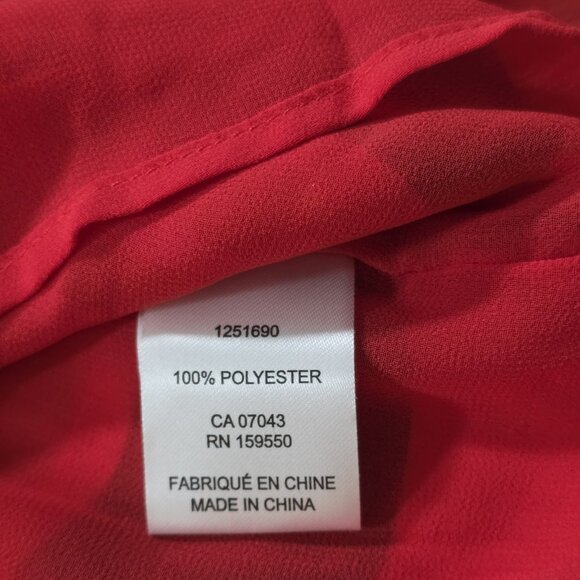 1251690
100% POLYESTER
CA 07043
RN 159550
FABRIQUÉ EN CHINE
MADE IN CHINA